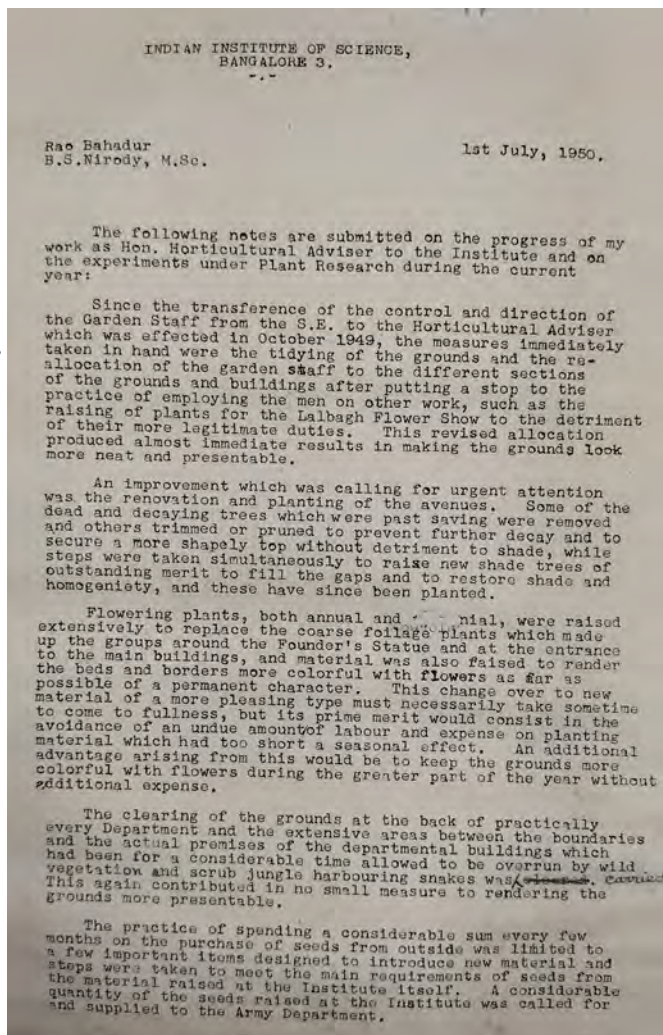 INDIAN INSTITUTE OF SCIENCE,
BANGALORE 3.
-.-
Rao Bahadur
B.S.Nirody, M.Sc.
1st July, 1950.
The following notes are submitted on the progress of my
work as Hon. Horticultural Adviser to the Institute and on
the experiments under Plant Research during the current
year:
Since the transference of the control and direction of
the Garden Staff from the S.E. to the Horticultural Adviser
which was effected in October 1949, the measures immediately
taken in hand were the tidying of the grounds and the re-
allocation of the garden staff to the different sections
of the grounds and buildings after putting a stop to the
practice of employing the men on other work, such as the
raising of plants for the Lalbagh Flower Show to the detriment
of their more legitimate duties. This revised allocation
produced almost immediate results in making the grounds look
more neat and presentable.
An improvement which was calling for urgent attention
was the renovation and planting of the avenues. Some of the
dead and decaying trees which were past saving were removed
and others trimmed or pruned to prevent further decay and to
secure a more shapely top without detriment to shade, while
steps were taken simultaneously to raise new shade trees of
outstanding merit to fill the gaps and to restore shade and
homogeniety, and these have since been planted.
Flowering plants, both annual and nial, were raised
extensively to replace the coarse foliage plants which made
up the groups around the Founder's Statue and at the entrance
to the main buildings, and material was also faised to render
the beds and borders more colorful with flowers as far as
possible of a permanent character. This change over to new
material of a more pleasing type must necessarily take sometime
to come to fullness, but its prime merit would consist in the
avoidance of an undue amount of labour and expense on planting
material which had too short a seasonal effect. An additional
advantage arising from this would be to keep the grounds more
colorful with flowers during the greater part of the year without
additional expense.
The clearing of the grounds at the back of practically
every Department and the extensive areas between the boundaries
and the actual premises of the departmental buildings which
had been for a considerable time allowed to be overrun by wild
vegetation and scrub jungle harbouring snakes was carried
This again contributed in no small measure to rendering the
grounds more presentable.
The practice of spending a considerable sum every few
months on the purchase of seeds from outside was limited to
a few important items designed to introduce new material and
steps were taken to meet the main requirements of seeds from
the material raised at the Institute itself. A considerable
quantity of the seeds raised at the Institute was called for
and supplied to the Army Department.